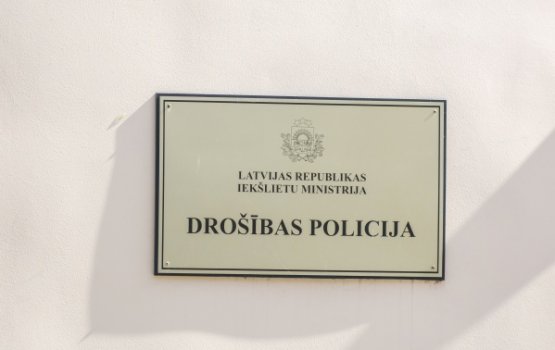 LATVIJAS REPUBLIKAS
IEKŠLIETU MINISTRIJA
DROŠĪBAS POLICIJA